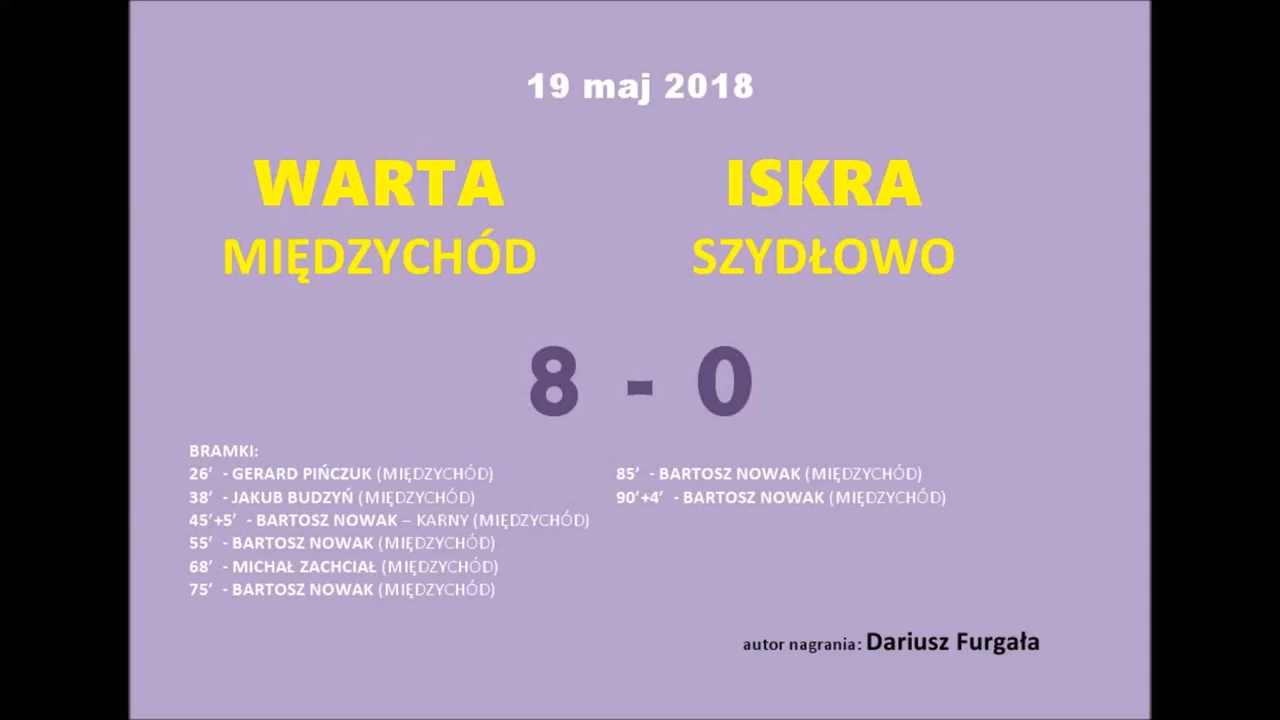 19 maj 2018
WARTA
MIĘDZYCHÓD
ISKRA
SZYDŁOWO
8 - 0
BRAMKI:
26' - GERARD PIŃCZUK (MIĘDZYCHÓD)
38' - JAKUB BUDZYŃ (MIĘDZYCHÓD)
45'+5' - BARTOSZ NOWAK – KARNY (MIĘDZYCHÓD)
55' - BARTOSZ NOWAK (MIĘDZYCHÓD)
68' - MICHAŁ ZACHCIAŁ (MIĘDZYCHÓD)
75' - BARTOSZ NOWAK (MIĘDZYCHÓD)
85' - BARTOSZ NOWAK (MIĘDZYCHÓD)
90'+4' - BARTOSZ NOWAK (MIĘDZYCHÓD)
autor nagrania: Dariusz Furgała